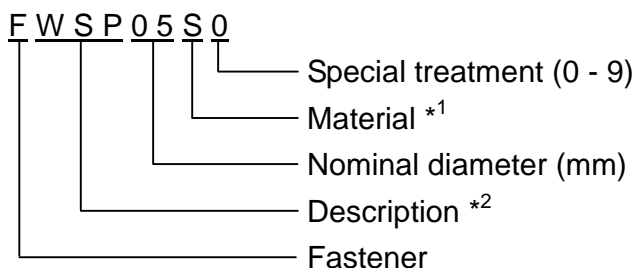 F W S P 0 5 S 0
Special treatment (0 - 9)
Material *1
Nominal diameter (mm)
Description *2
Fastener